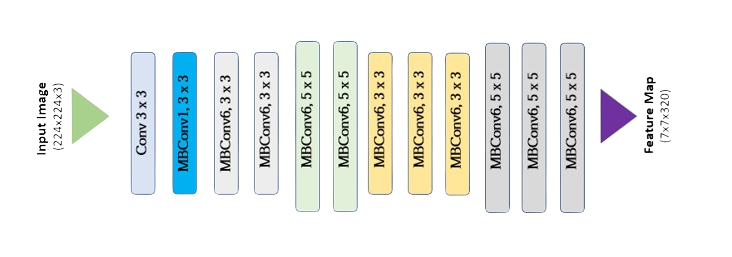 Input Image
(224x224x3)
Conv 3 x 3
MBConv1, 3 x 3
MBConv6, 3 x 3
MBConv6, 3 x 3
MBConv6, 5 x 5
MBConv6, 5 x 5
MBConv6, 3 x 3
MBConv6, 3 x 3
MBConv6, 3 x 3
MBConv6, 5 x 5
MBConv6, 5 x 5
MBConv6, 5 x 5
Feature Map
(7x7x320)